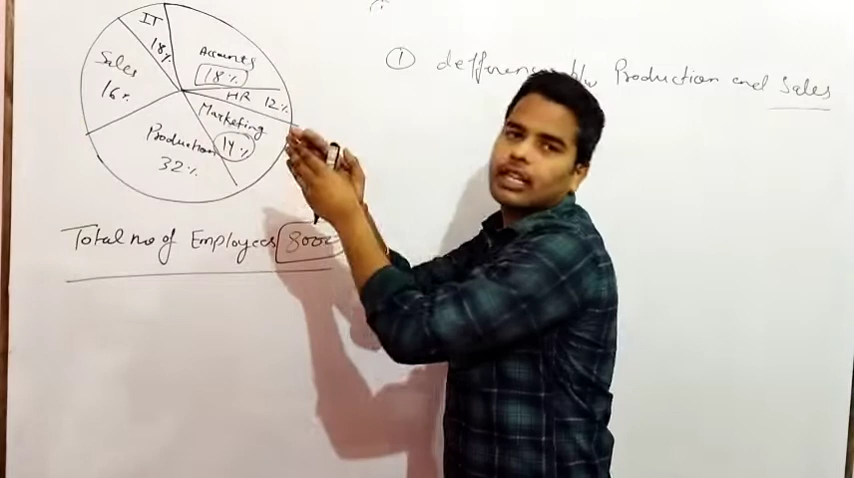 IT
18%
Accounts
18%
Sales
16%
HR 12%
Marketing
14%
Production
32%
Total no of Employees 8000
① defference b/w Production and Sales